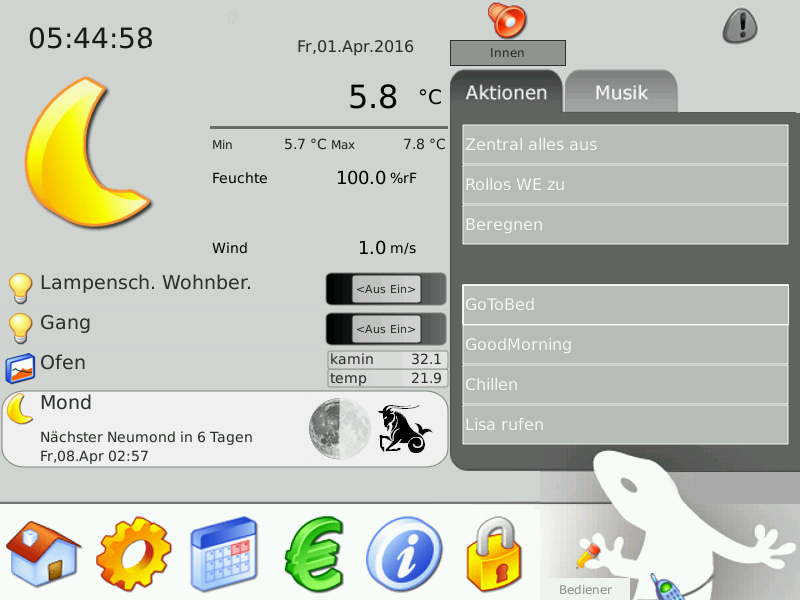 05:44:58
Fr,01.Apr.2016
Innen
5.8 °C
Aktionen
Musik
Min 5.7 °C Max 7.8 °C
Feuchte 100.0 %rF
Wind 1.0 m/s
Zentral alles aus
Rollos WE zu
Beregnen
GoToBed
GoodMorning
Chillen
Lisa rufen
Lampensch. Wohnber. <Aus Ein>
Gang <Aus Ein>
Ofen
kamin 32.1
temp 21.9
Mond
Nächster Neumond in 6 Tagen
Fr,08.Apr 02:57
Bediener